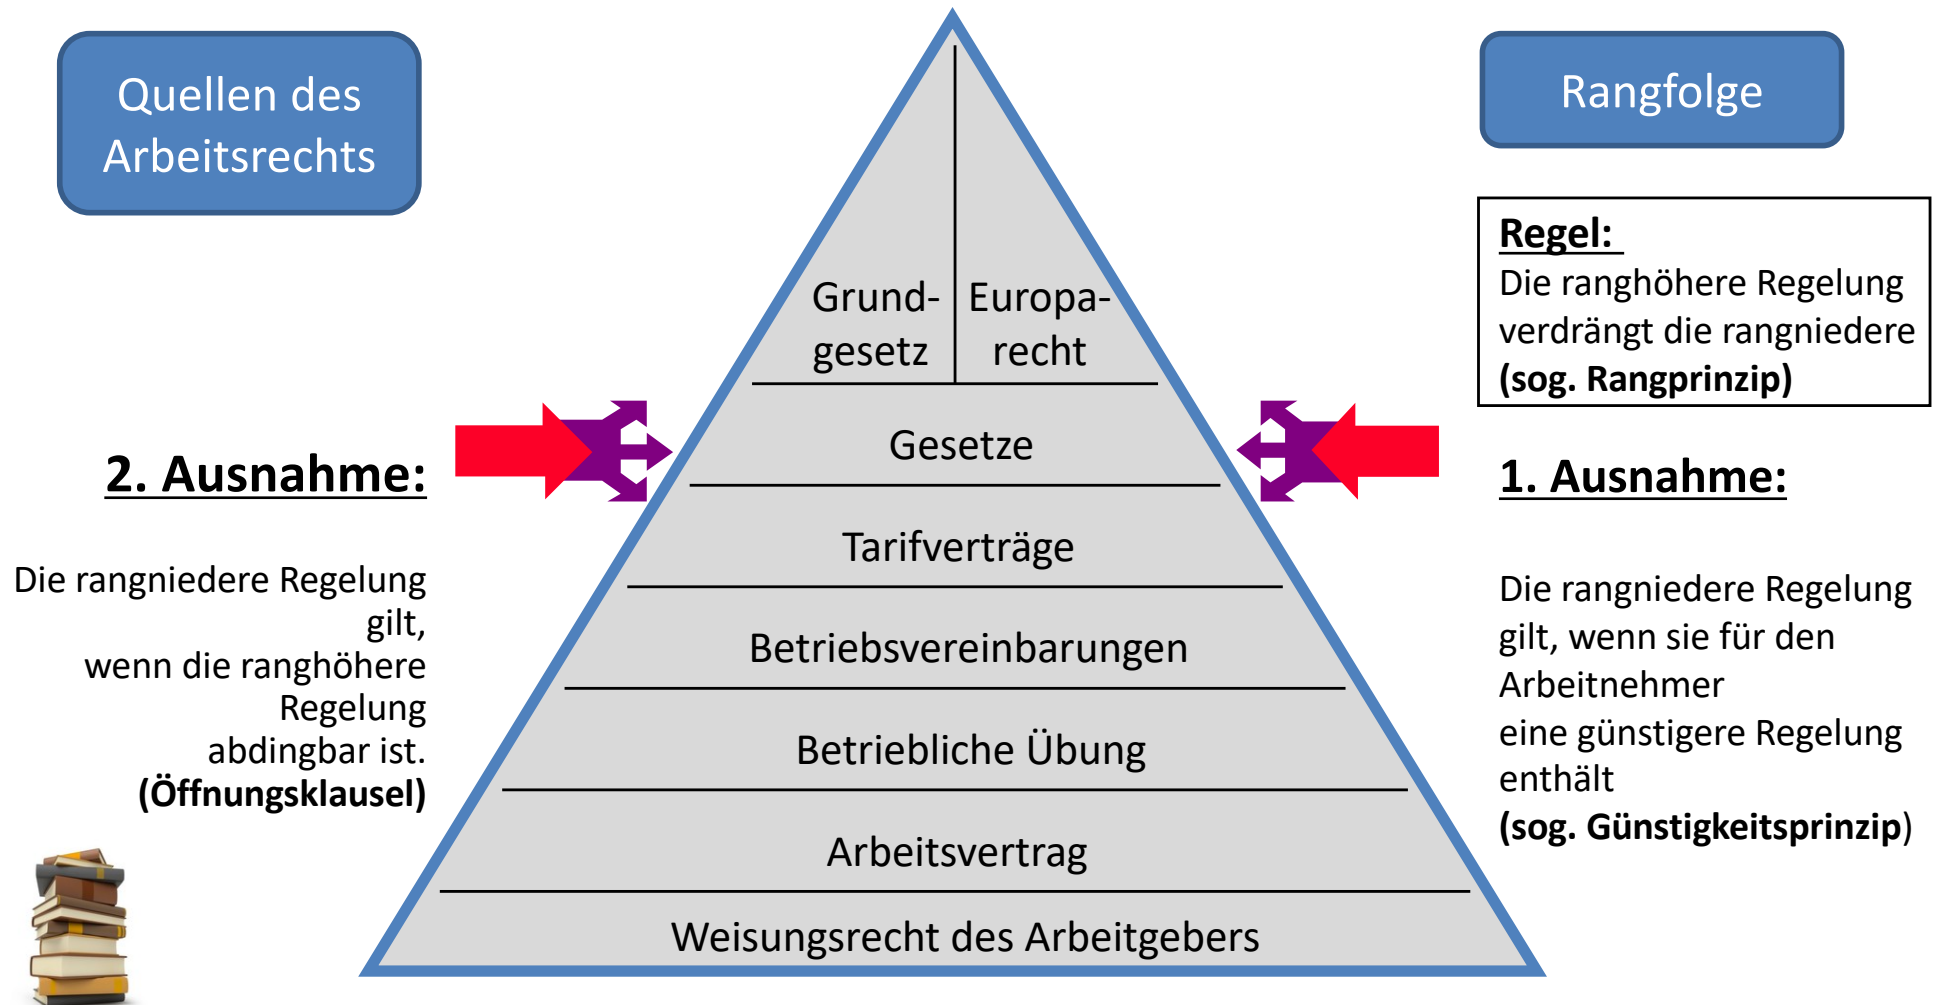 Quellen des
Arbeitsrechts
Rangfolge
Regel:
Die ranghöhere Regelung
verdrängt die rangniedere
(sog. Rangprinzip)
Grund-
gesetz
Europa-
recht
Gesetze
Tarifverträge
Betriebsvereinbarungen
Betriebliche Übung
Arbeitsvertrag
Weisungsrecht des Arbeitgebers
1. Ausnahme:
Die rangniedere Regelung
gilt, wenn sie für den
Arbeitnehmer
eine günstigere Regelung
enthält
(sog. Günstigkeitsprinzip)
2. Ausnahme:
Die rangniedere Regelung
gilt,
wenn die ranghöhere
Regelung
abdingbar ist.
(Öffnungsklausel)